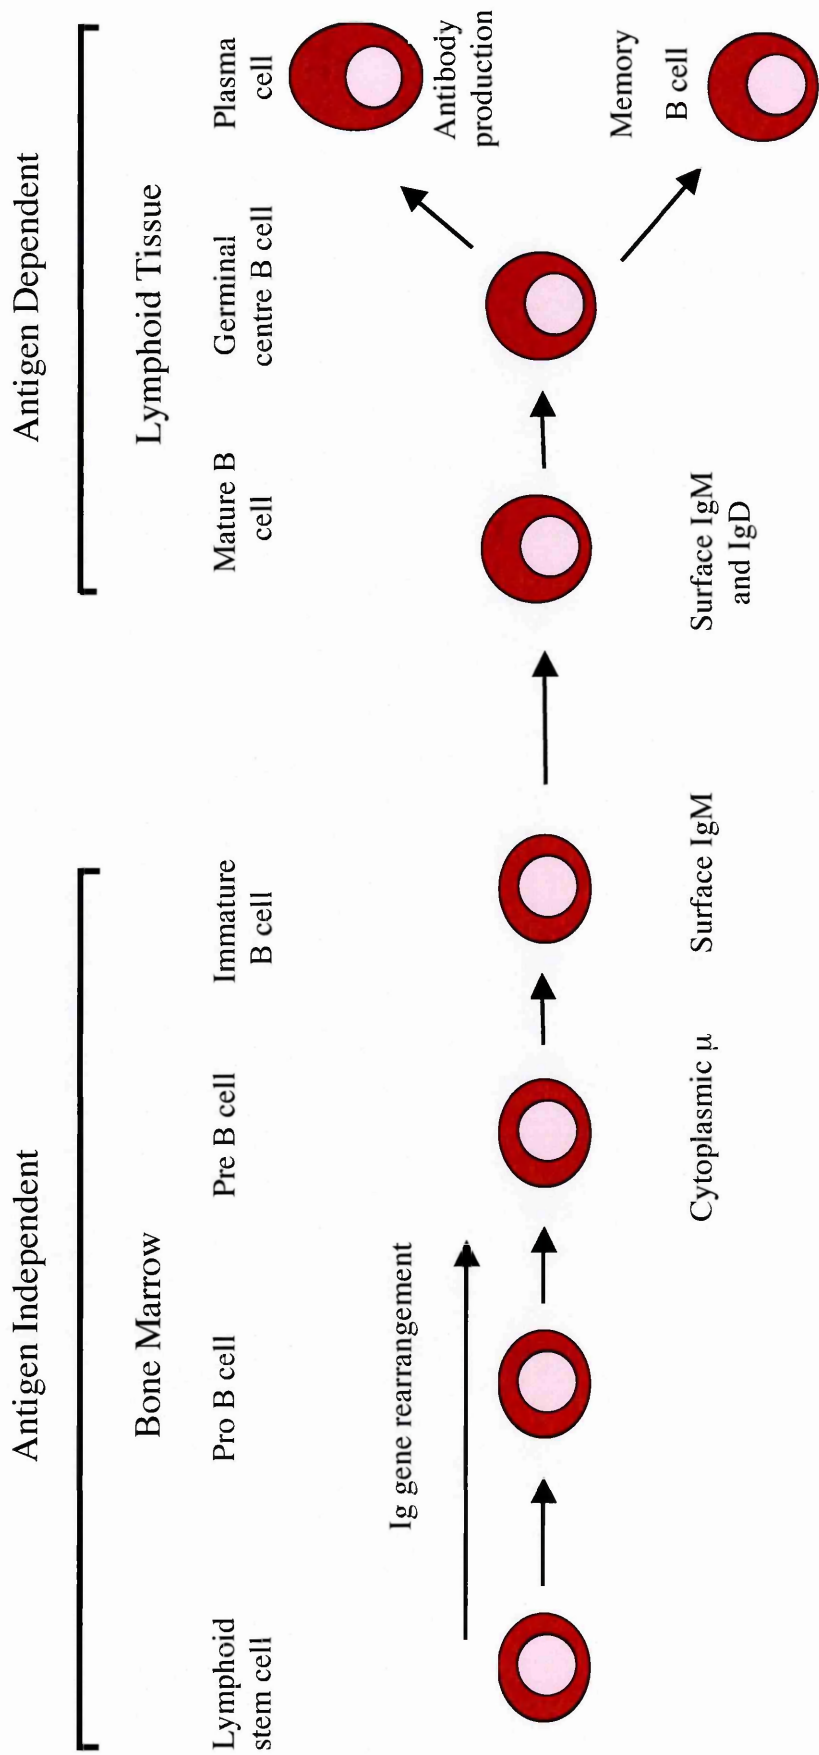 Antigen Independent
Antigen Dependent
Bone Marrow
Lymphoid Tissue
Lymphoid
stem cell
Pro B cell
Pre B cell
Immature
B cell
Mature B
cell
Germinal
centre B cell
Plasma
cell
Ig gene rearrangement
Antibody
production
Memory
B cell
Cytoplasmic μ
Surface IgM
Surface IgM
and IgD